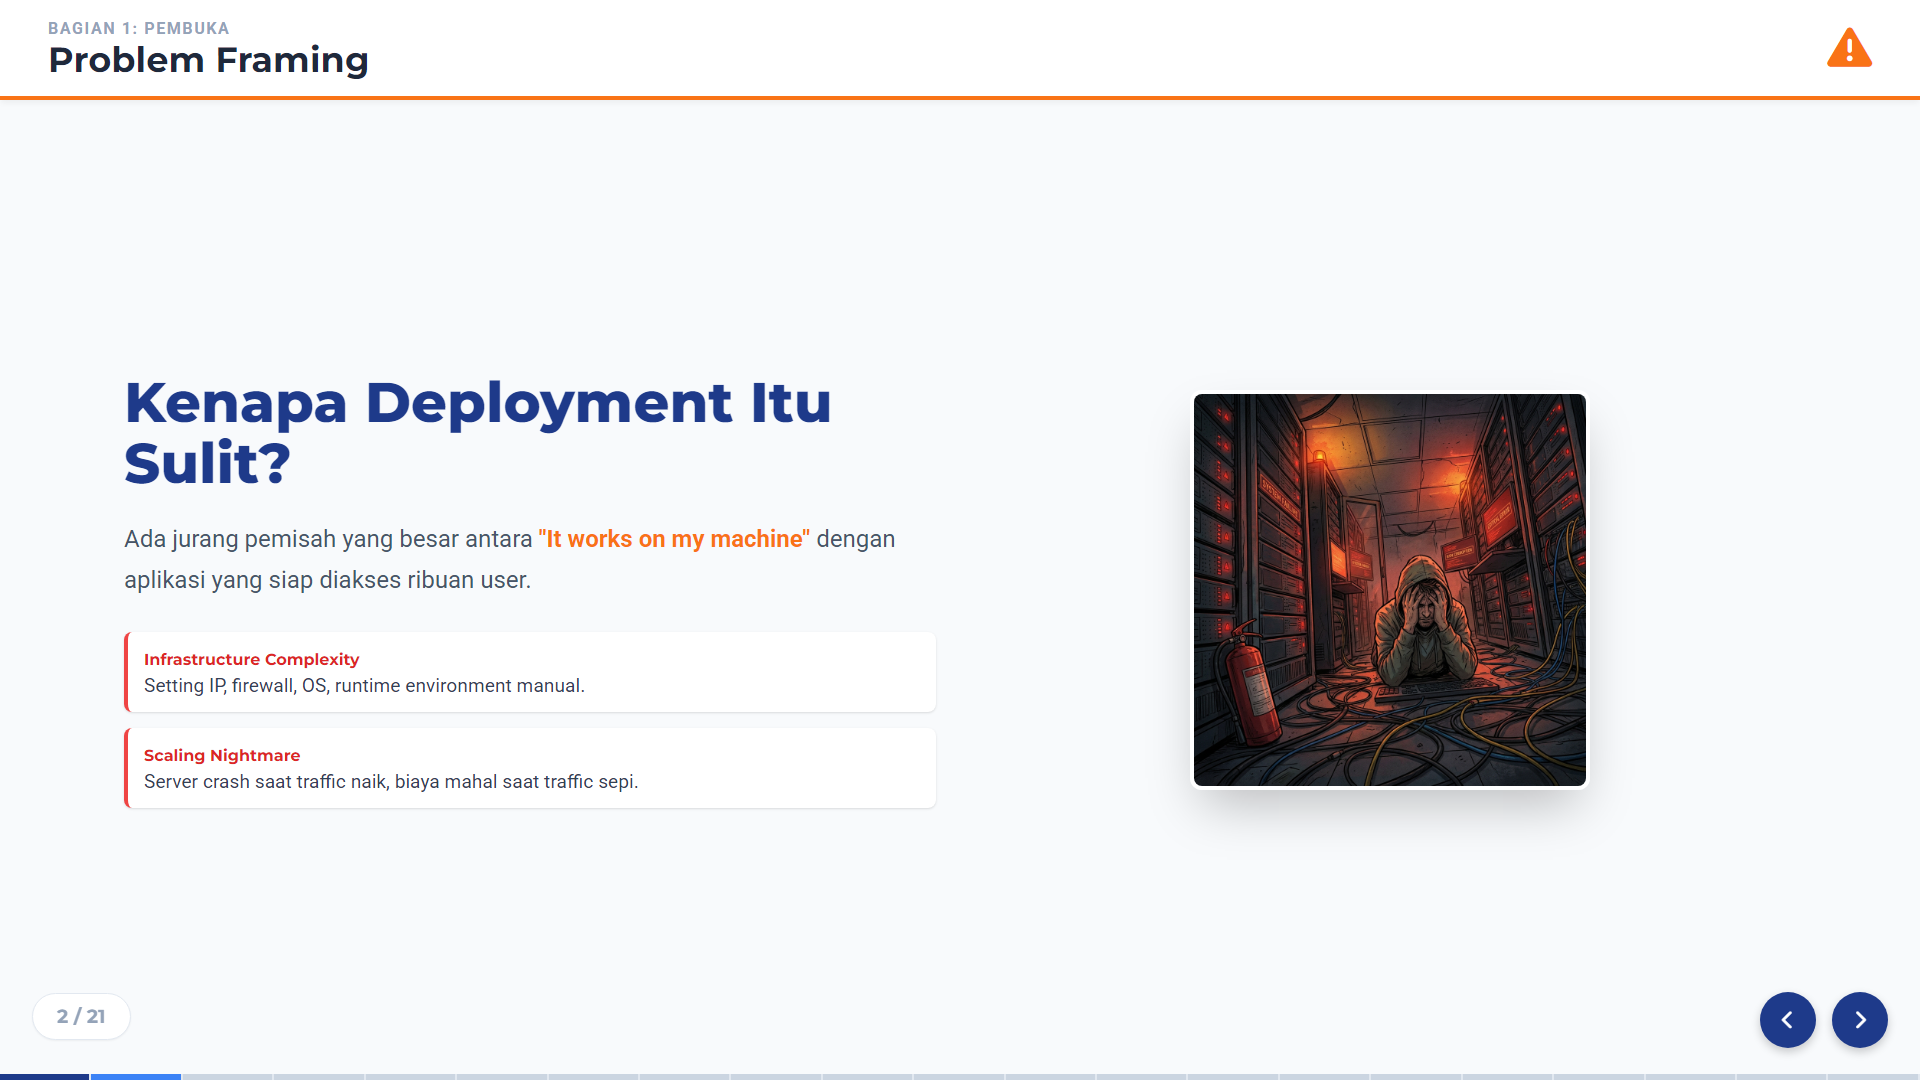 BAGIAN 1: PEMBUKA
Problem Framing
Kenapa Deployment Itu
Sulit?
Ada jurang pemisah yang besar antara "It works on my machine" dengan
aplikasi yang siap diakses ribuan user.
Infrastructure Complexity
Setting IP, firewall, OS, runtime environment manual.
Scaling Nightmare
Server crash saat traffic naik, biaya mahal saat traffic sepi.
2 / 21